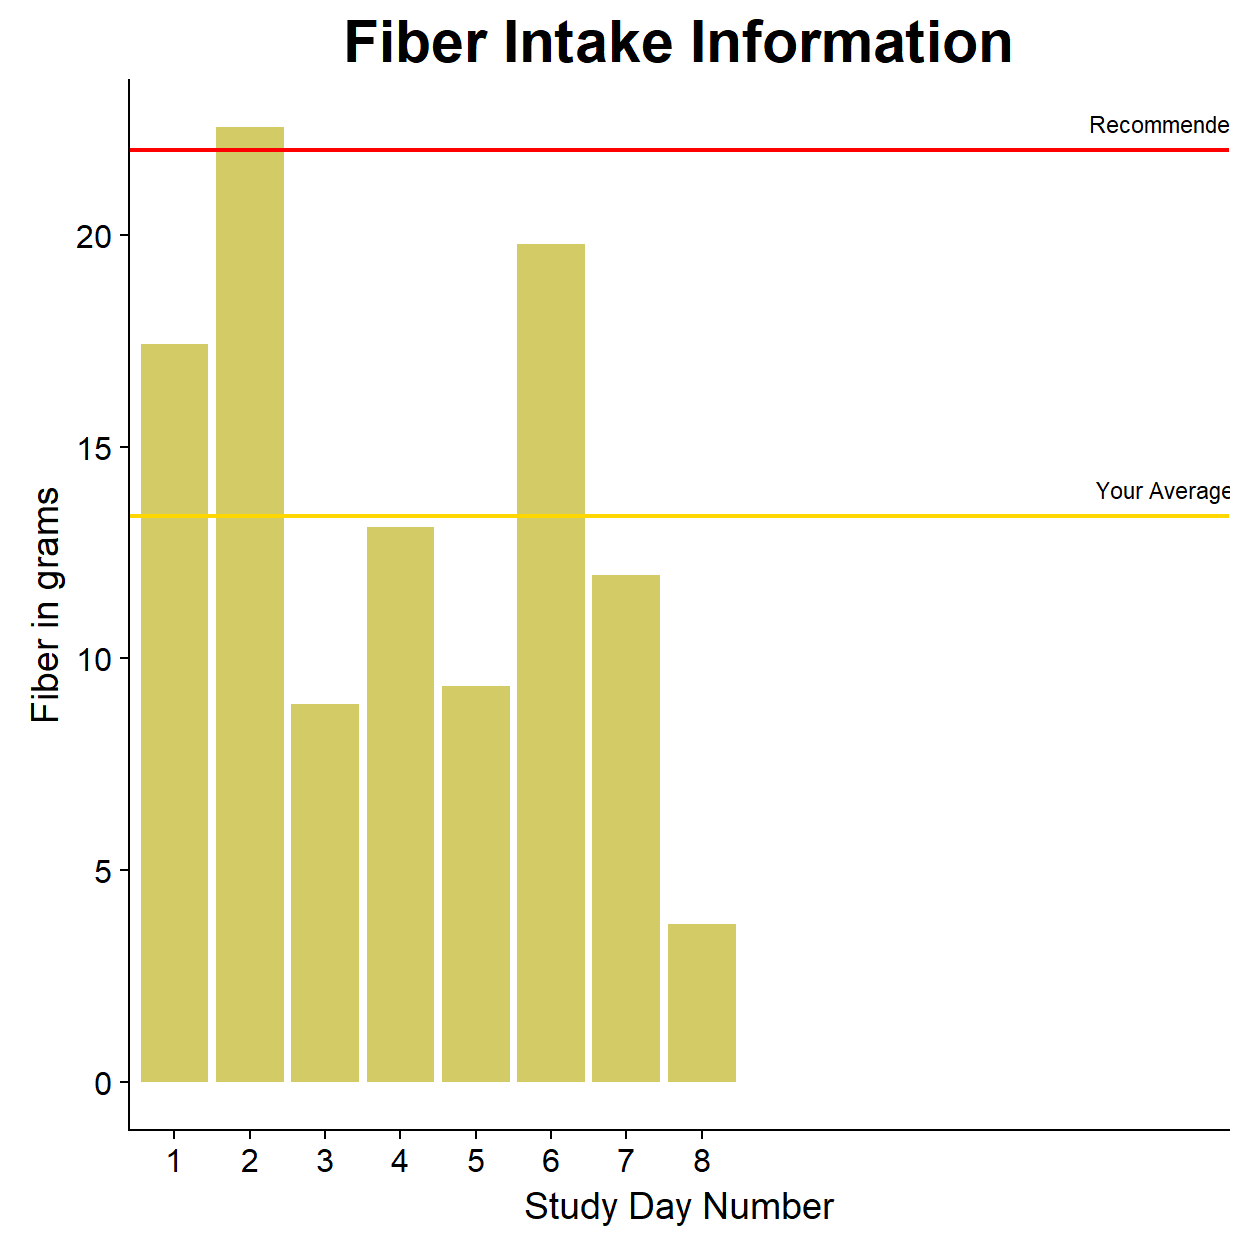 Fiber Intake Information
Recommende
20
15
Your Average
Fiber in grams
10
5
0
1 2 3 4 5 6 7 8
Study Day Number